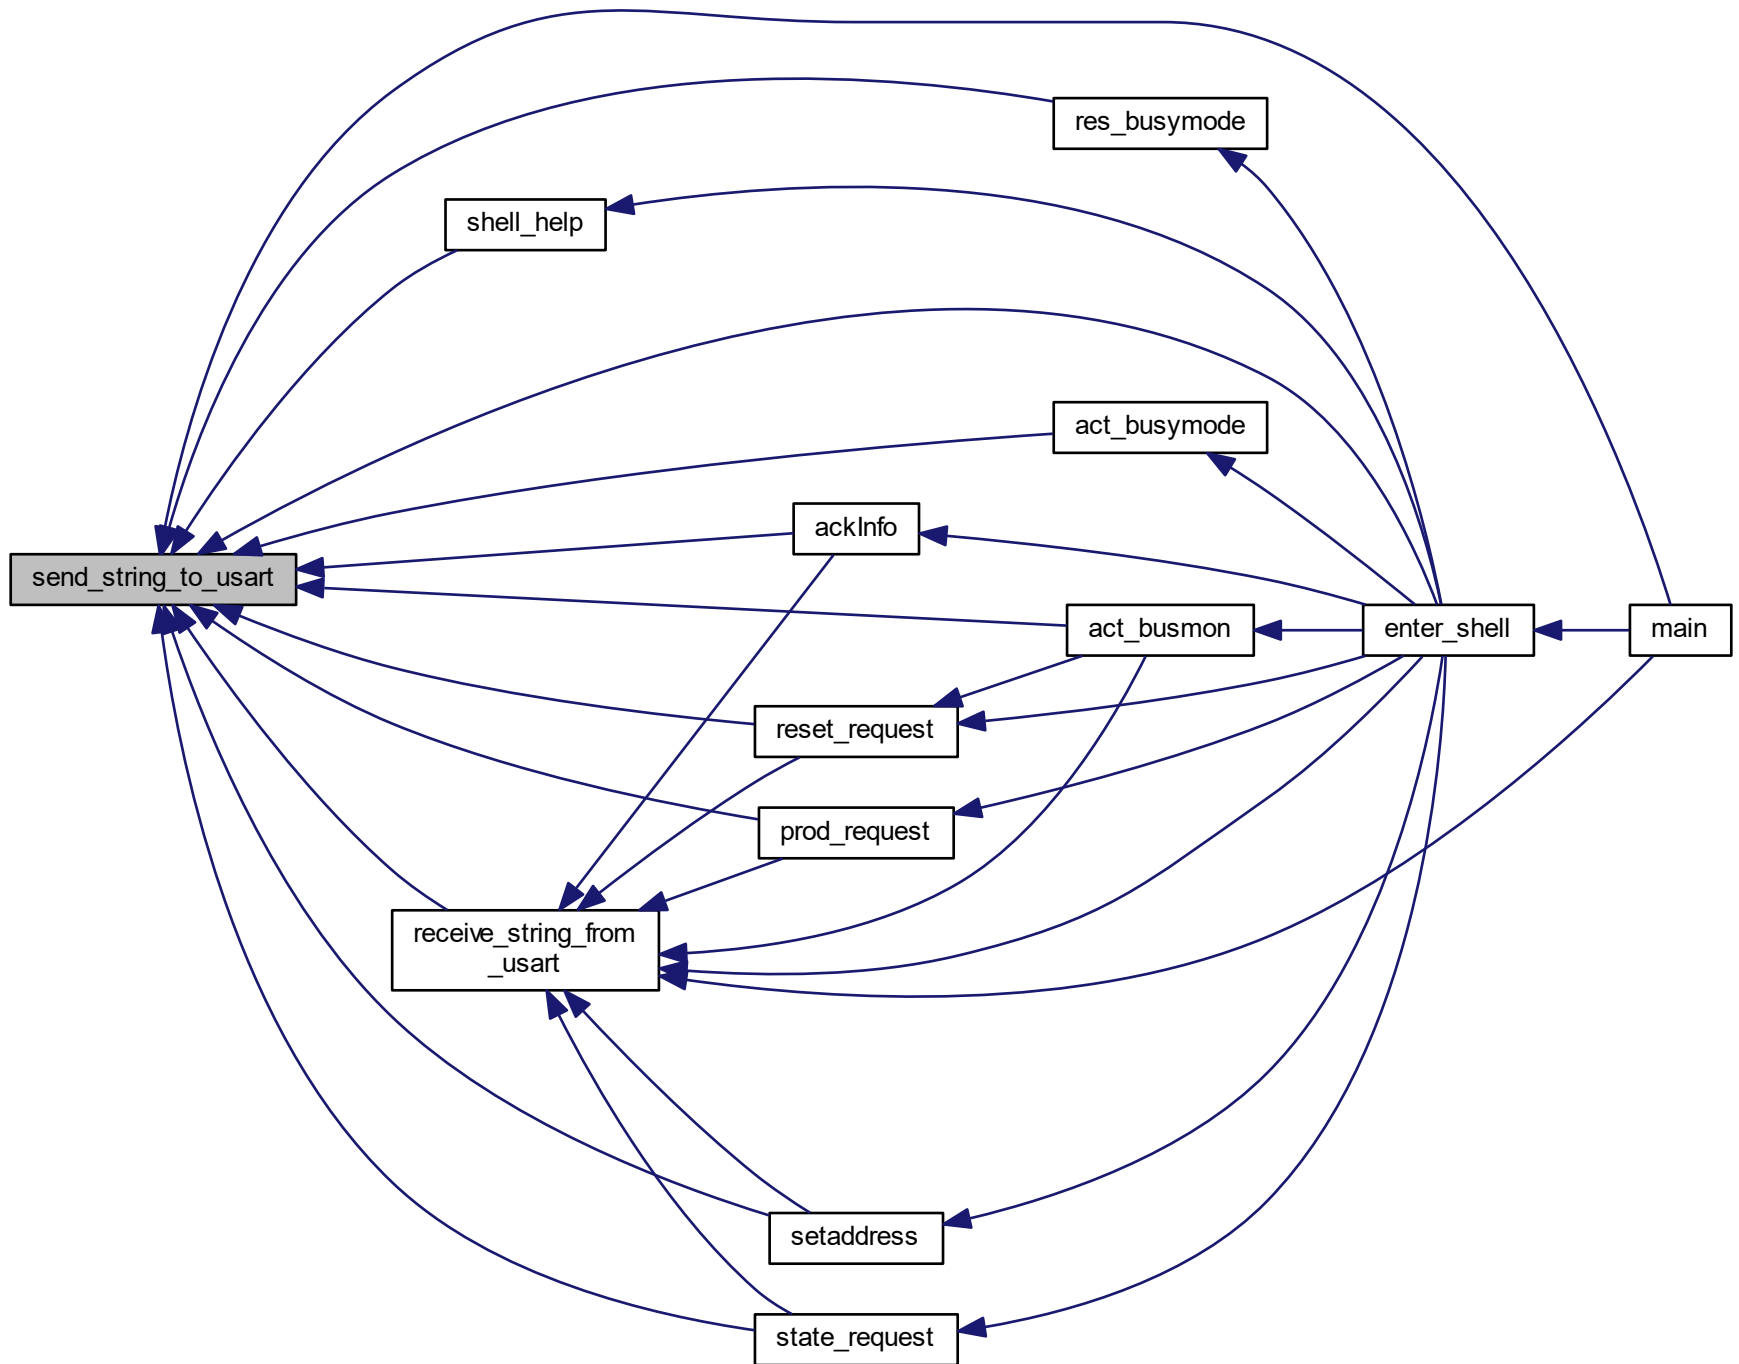 res_busymode
shell_help
act_busymode
ackInfo
send_string_to_usart
act_busmon
enter_shell
main
reset_request
prod_request
receive_string_from
_usart
setaddress
state_request